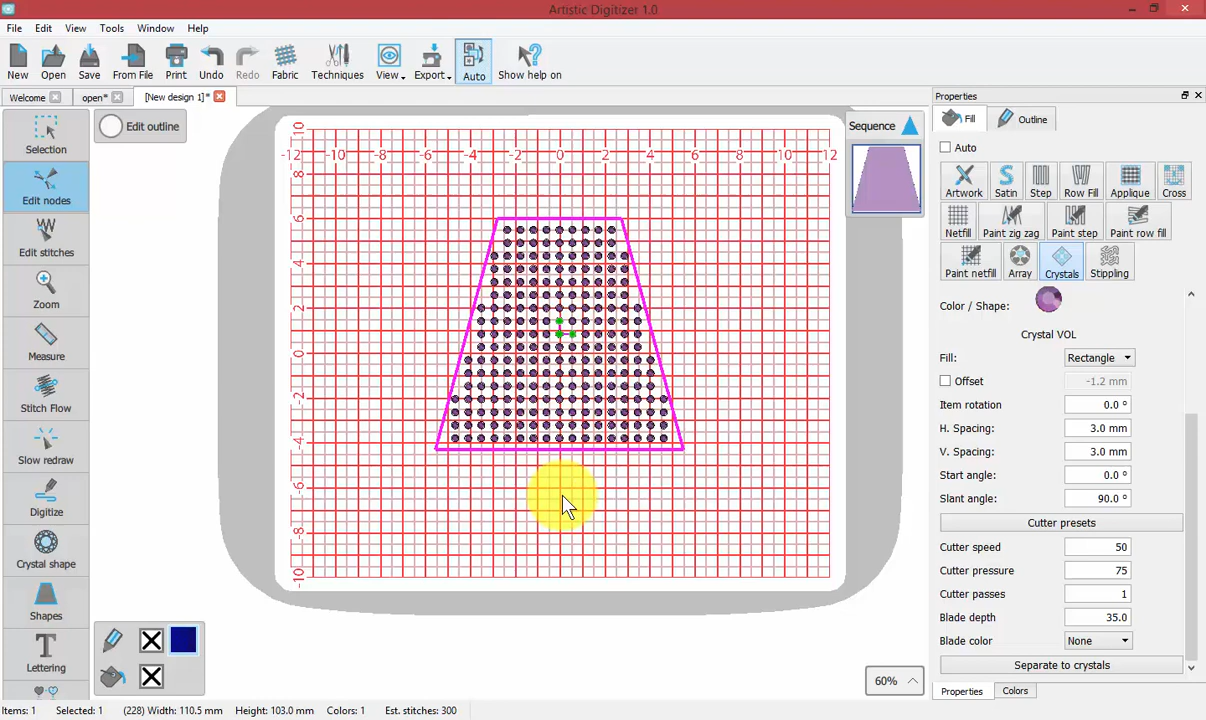 Artistic Digitizer 1.0
File Edit View Tools Window Help
New Open Save From File Print Undo Redo Fabric Techniques View Export Auto Show help on
Welcome open* [New design 1]*
Properties
Fill Outline
Auto
Selection
Edit nodes
Edit stitches
Zoom
Measure
Stitch Flow
Slow redraw
Digitize
Crystal shape
Shapes
Lettering
Edit outline
Sequence
-12 -10 -8 -6 -4 -2 0 2 4 6 8 10 12
10
8
6
4
2
0
-2
-4
-6
-8
-10
60%
Artwork Satin Step Row Fill Applique Cross
Netfill Paint zig zag Paint step Paint row fill
Paint netfill Array Crystals Stippling
Color / Shape:
Crystal VOL
Fill: Rectangle
Offset -1.2 mm
Item rotation 0.0 °
H. Spacing: 3.0 mm
V. Spacing: 3.0 mm
Start angle: 0.0 °
Slant angle: 90.0 °
Cutter presets
Cutter speed 50
Cutter pressure 75
Cutter passes 1
Blade depth 35.0
Blade color None
Separate to crystals
Properties Colors
Items: 1 Selected: 1 (228) Width: 110.5 mm Height: 103.0 mm Colors: 1 Est. stitches: 300